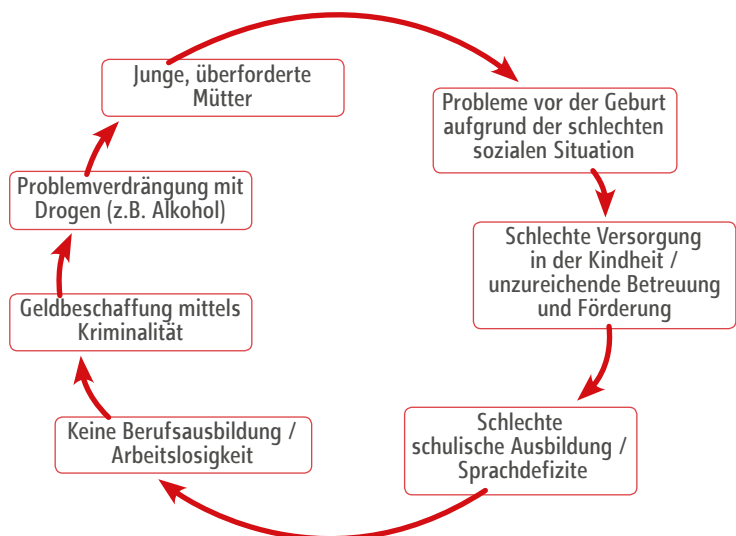 Junge, überforderte
Mütter
Probleme vor der Geburt
aufgrund der schlechten
sozialen Situation
Schlechte Versorgung
in der Kindheit /
unzureichende Betreuung
und Förderung
Schlechte
schulische Ausbildung /
Sprachdefizite
Keine Berufsausbildung /
Arbeitslosigkeit
Geldbeschaffung mittels
Kriminalität
Problemverdrängung mit
Drogen (z.B. Alkohol)